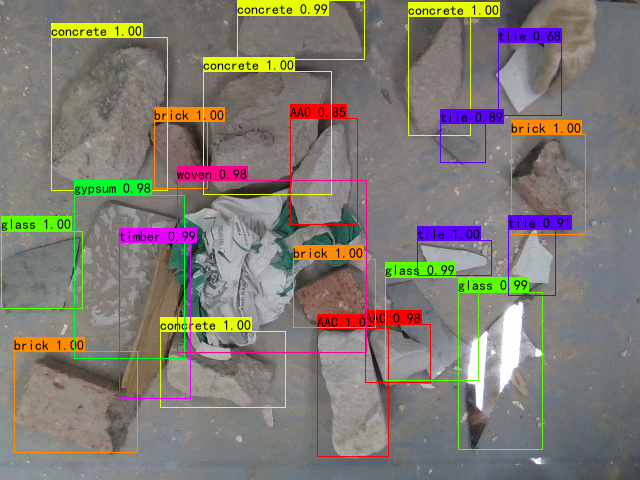 concrete 0.99
concrete 1.00
concrete 1.00
tile 0.68
concrete 1.00
AAC 0.85
brick 1.00
tile 0.89
brick 1.00
woven 0.98
gypsum 0.98
glass 1.00
timber 0.99
tile 1.00
tile 0.91
brick 1.00
glass 0.99
glass 0.99
AAC 1.0
AAC 0.98
concrete 1.00
brick 1.00